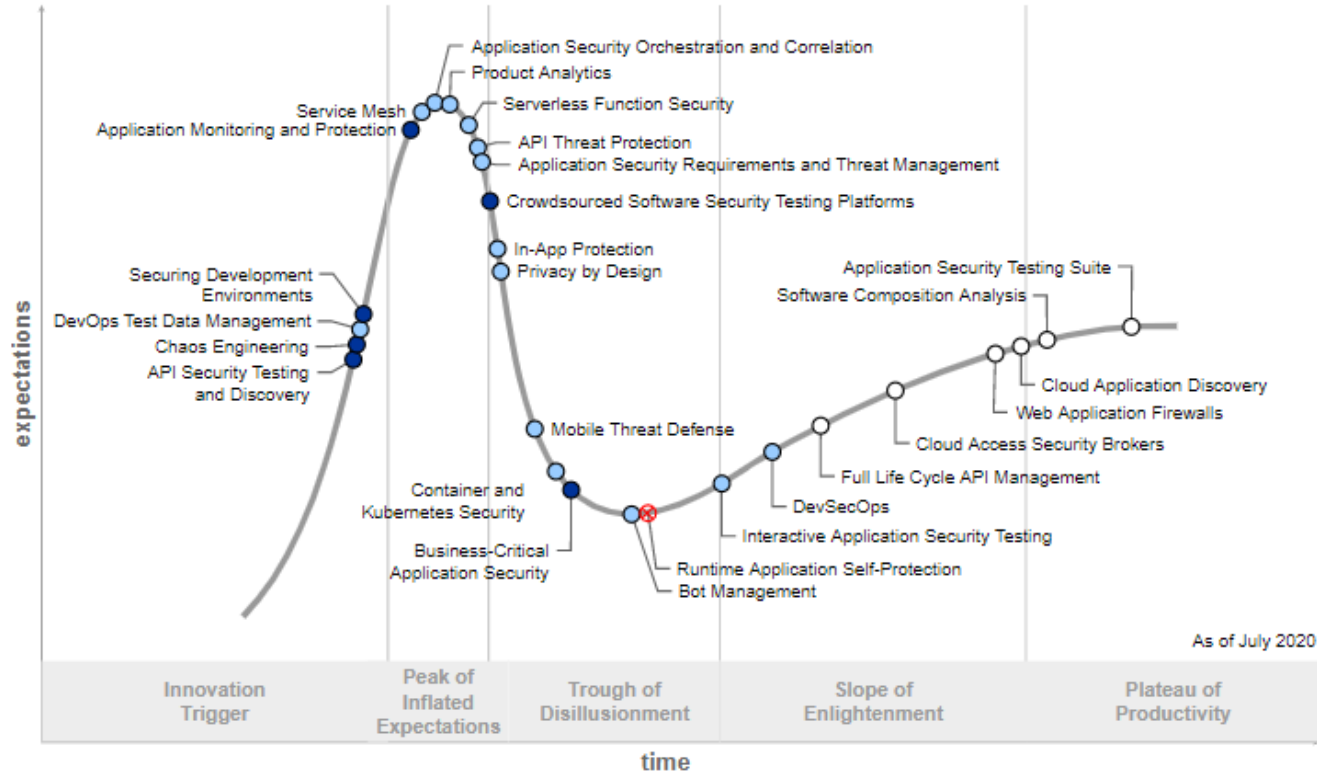 Application Security Orchestration and Correlation
Product Analytics
Service Mesh
Serverless Function Security
Application Monitoring and Protection
API Threat Protection
Application Security Requirements and Threat Management
Crowdsourced Software Security Testing Platforms
In-App Protection
Privacy by Design
Securing Development
Environments
DevOps Test Data Management
Chaos Engineering
API Security Testing
and Discovery
Application Security Testing Suite
Software Composition Analysis
Cloud Application Discovery
Web Application Firewalls
Cloud Access Security Brokers
Full Life Cycle API Management
DevSecOps
Interactive Application Security Testing
Mobile Threat Defense
Container and
Kubernetes Security
Business-Critical
Application Security
Runtime Application Self-Protection
Bot Management
expectations
As of July 2020
Innovation
Trigger
Peak of
Inflated
Expectations
Trough of
Disillusionment
Slope of
Enlightenment
Plateau of
Productivity
time